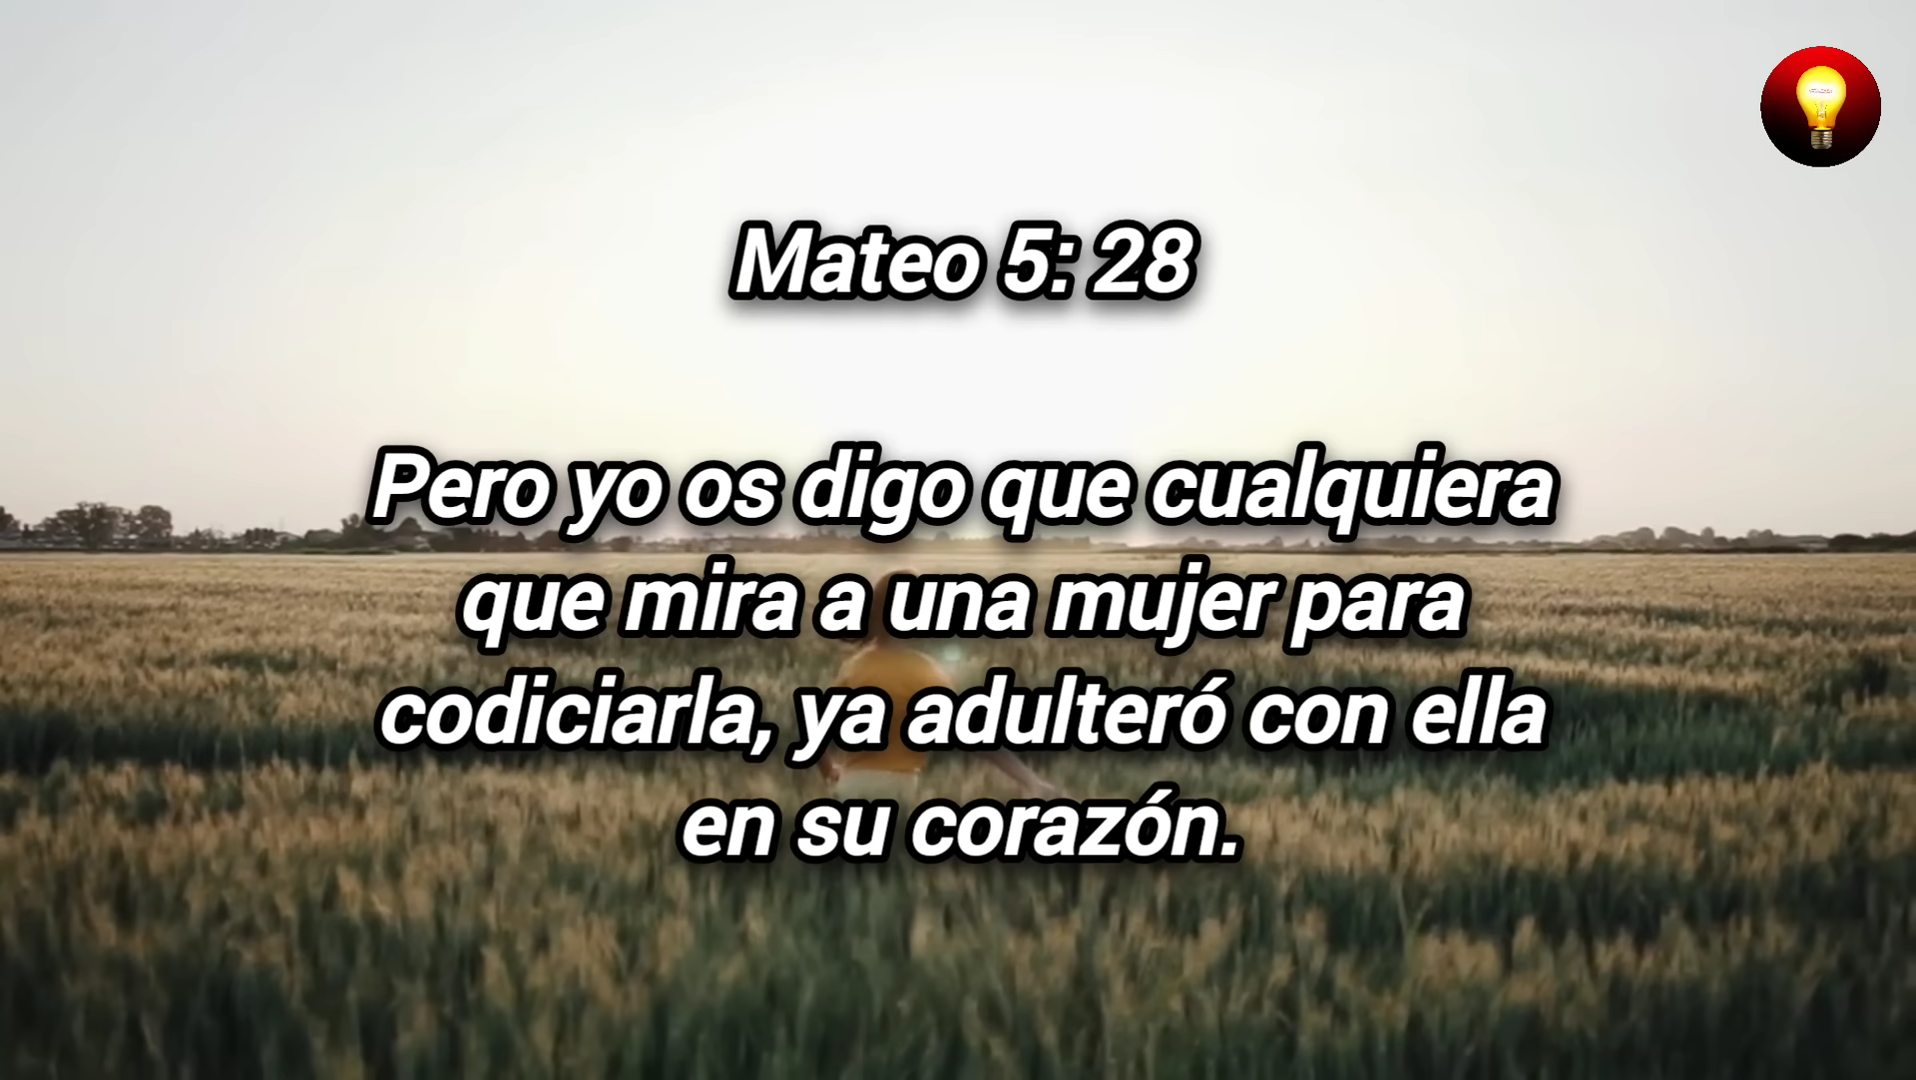 Mateo 5: 28
Pero yo os digo que cualquiera
que mira a una mujer para
codiciarla, ya adulteró con ella
en su corazón.